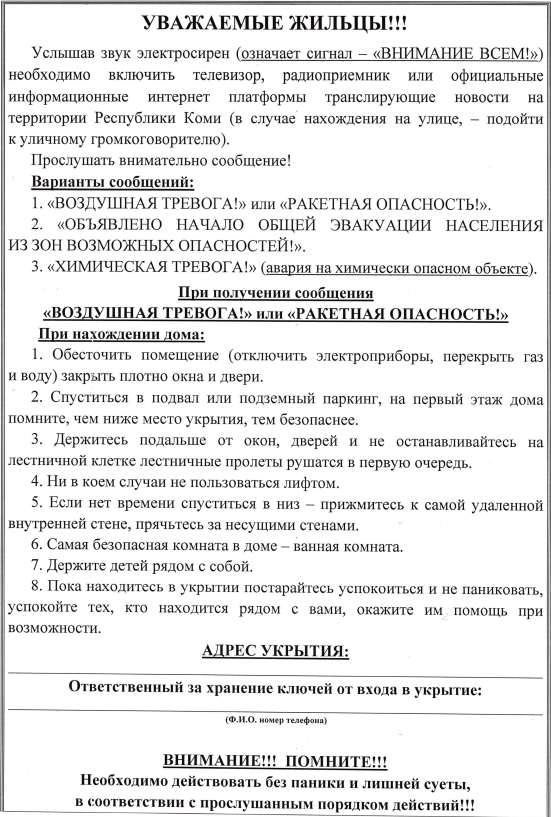 УВАЖАЕМЫЕ ЖИЛЬЦЫ!!!
Услышав звук электросирен (означает сигнал – «ВНИМАНИЕ ВСЕМ!»)
необходимо включить телевизор, радиоприемник или официальные
информационные интернет платформы транслирующие новости на
территории Республики Коми (в случае нахождения на улице, – подойти
к уличному громкоговорителю).
Прослушать внимательно сообщение!
Варианты сообщений:
1. «ВОЗДУШНАЯ ТРЕВОГА!» или «РАКЕТНАЯ ОПАСНОСТЬ!».
2. «ОБЪЯВЛЕНО НАЧАЛО ОБЩЕЙ ЭВАКУАЦИИ НАСЕЛЕНИЯ
ИЗ ЗОН ВОЗМОЖНЫХ ОПАСНОСТЕЙ!».
3. «ХИМИЧЕСКАЯ ТРЕВОГА!» (авария на химически опасном объекте).
При получении сообщения
«ВОЗДУШНАЯ ТРЕВОГА!» или «РАКЕТНАЯ ОПАСНОСТЬ!»
При нахождении дома:
1. Обесточить помещение (отключить электроприборы, перекрыть газ
и воду) закрыть плотно окна и двери.
2. Спуститься в подвал или подземный паркинг, на первый этаж дома
помните, чем ниже место укрытия, тем безопаснее.
3. Держитесь подальше от окон, дверей и не останавливайтесь на
лестничной клетке лестничные пролеты рушатся в первую очередь.
4. Ни в коем случаи не пользоваться лифтом.
5. Если нет времени спуститься в низ – прижмитесь к самой удаленной
внутренней стене, прячьтесь за несущими стенами.
6. Самая безопасная комната в доме – ванная комната.
7. Держите детей рядом с собой.
8. Пока находитесь в укрытии постарайтесь успокоиться и не паниковать,
успокойте тех, кто находится рядом с вами, окажите им помощь при
возможности.
АДРЕС УКРЫТИЯ:
Ответственный за хранение ключей от входа в укрытие:
(Ф.И.О. номер телефона)
ВНИМАНИЕ!!! ПОМНИТЕ!!!
Необходимо действовать без паники и лишней суеты,
в соответствии с прослушанным порядком действий!!!